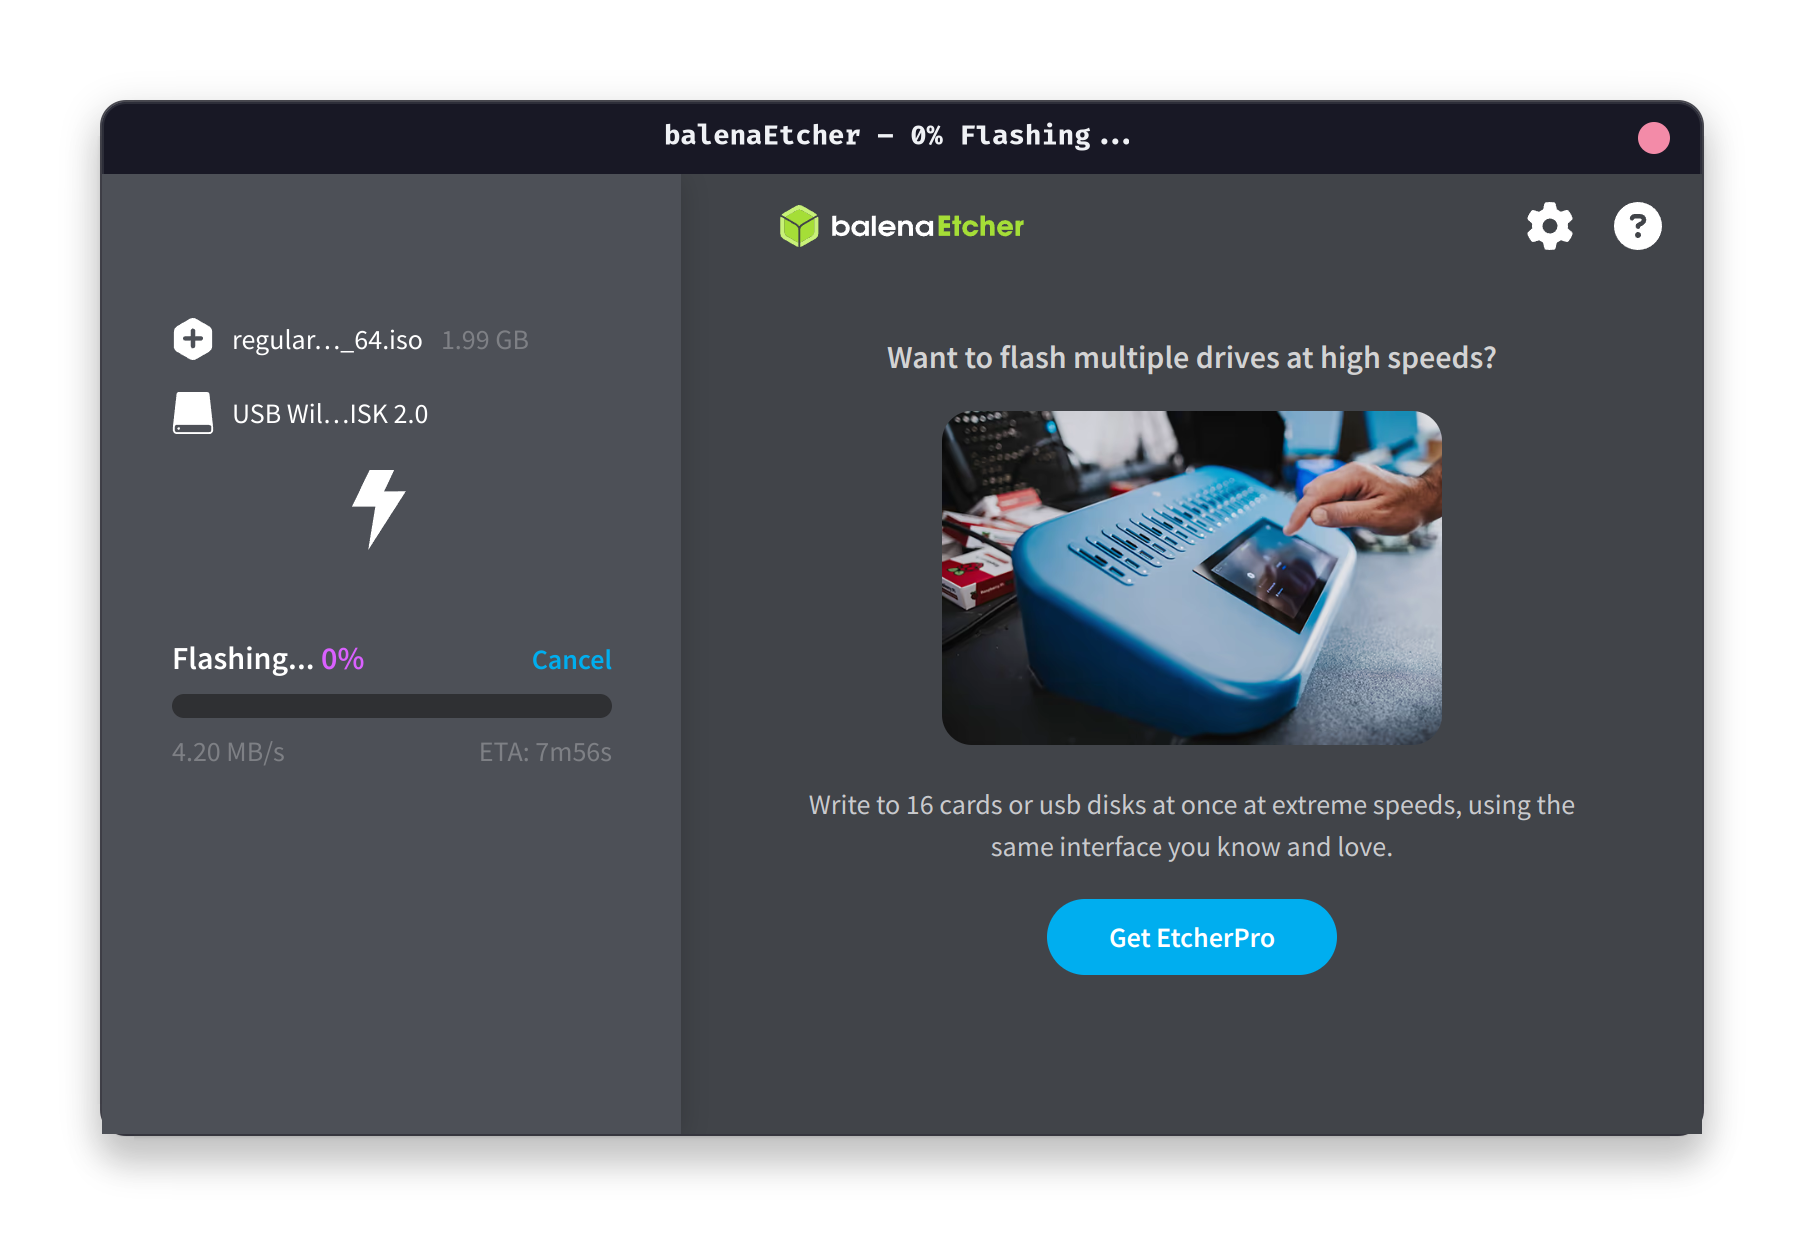 balenaEtcher — 0% Flashing...
balenaEtcher
?
regular…_64.iso 1.99 GB
USB Wil…ISK 2.0
Flashing... 0% Cancel
4.20 MB/s ETA: 7m56s
Want to flash multiple drives at high speeds?
Write to 16 cards or usb disks at once at extreme speeds, using the
same interface you know and love.
Get EtcherPro